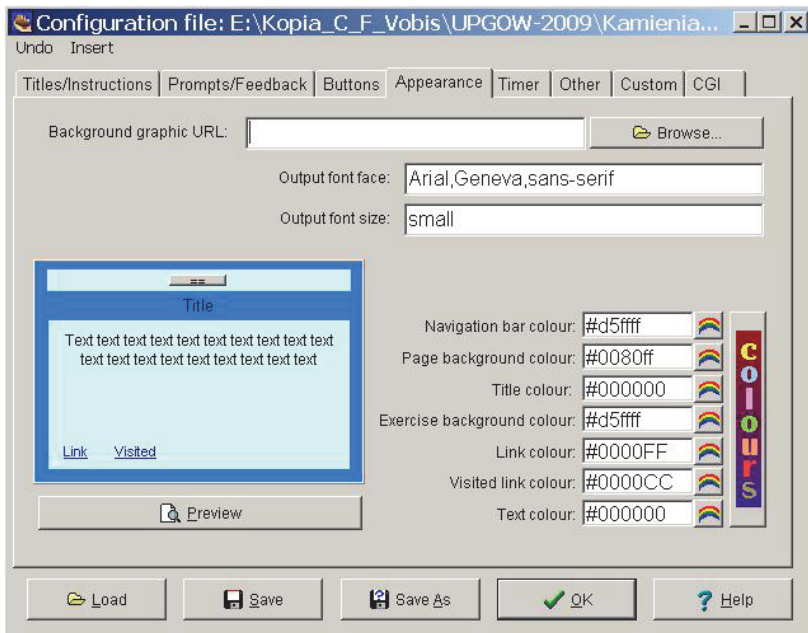 Configuration file: E:\Kopia_C_F_Vobis\UPGOW-2009\Kamienia...
Undo Insert
Titles/Instructions Prompts/Feedback Buttons Appearance Timer Other Custom CGI
Background graphic URL: Browse...
Output font face: Arial,Geneva,sans-serif
Output font size: small
==
Title
Text text text text text text text text text text
text text text text text text text text text
Link Visited
Preview
Navigation bar colour: #d5ffff
Page background colour: #0080ff
Title colour: #000000
Exercise background colour: #d5ffff
Link colour: #0000FF
Visited link colour: #0000CC
Text colour: #000000
Colours
Load Save Save As OK Help